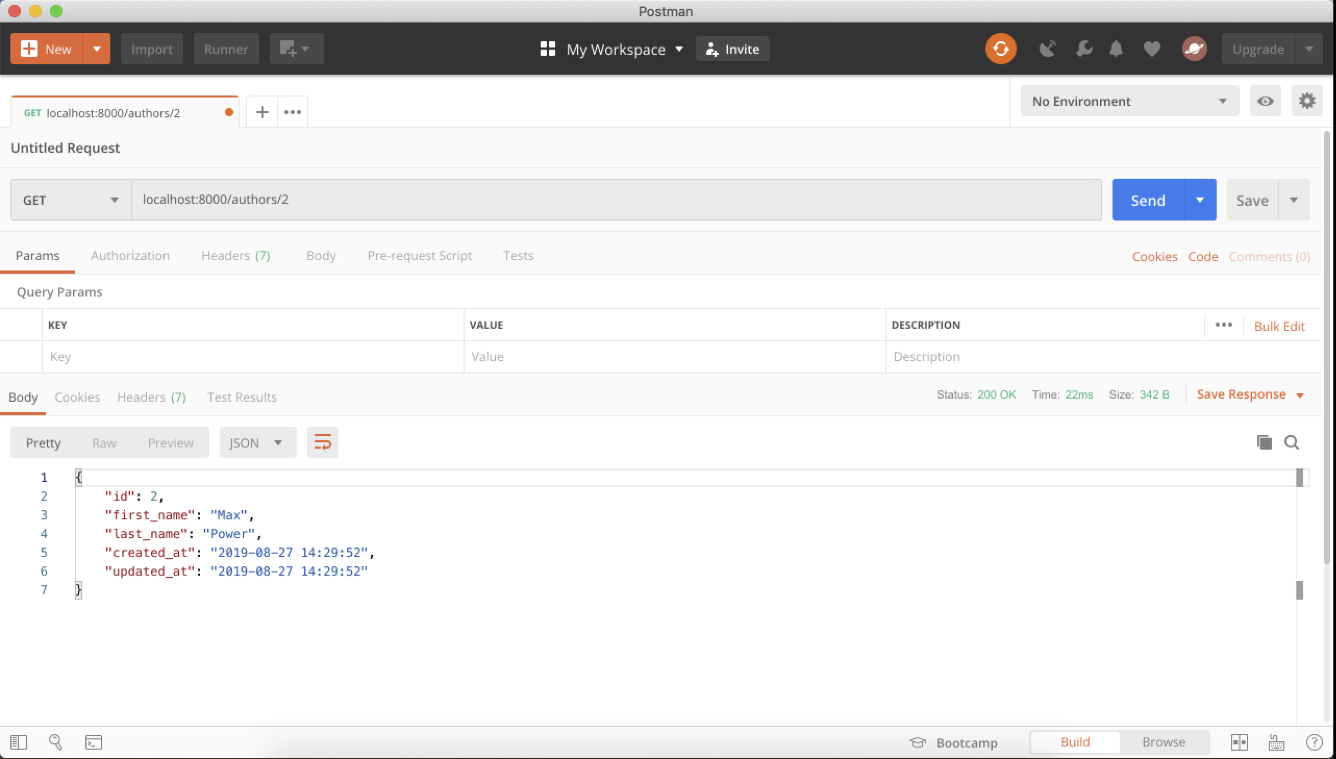 Postman
New Import Runner My Workspace Invite Upgrade
GET localhost:8000/authors/2 + ••• No Environment
Untitled Request
GET localhost:8000/authors/2 Send Save
Params Authorization Headers (7) Body Pre-request Script Tests Cookies Code Comments (0)
Query Params
KEY VALUE DESCRIPTION ••• Bulk Edit
Key Value Description
Body Cookies Headers (7) Test Results Status: 200 OK Time: 22ms Size: 342 B Save Response
Pretty Raw Preview JSON
1 {
2 "id": 2,
3 "first_name": "Max",
4 "last_name": "Power",
5 "created_at": "2019-08-27 14:29:52",
6 "updated_at": "2019-08-27 14:29:52"
7 }
Bootcamp Build Browse ?